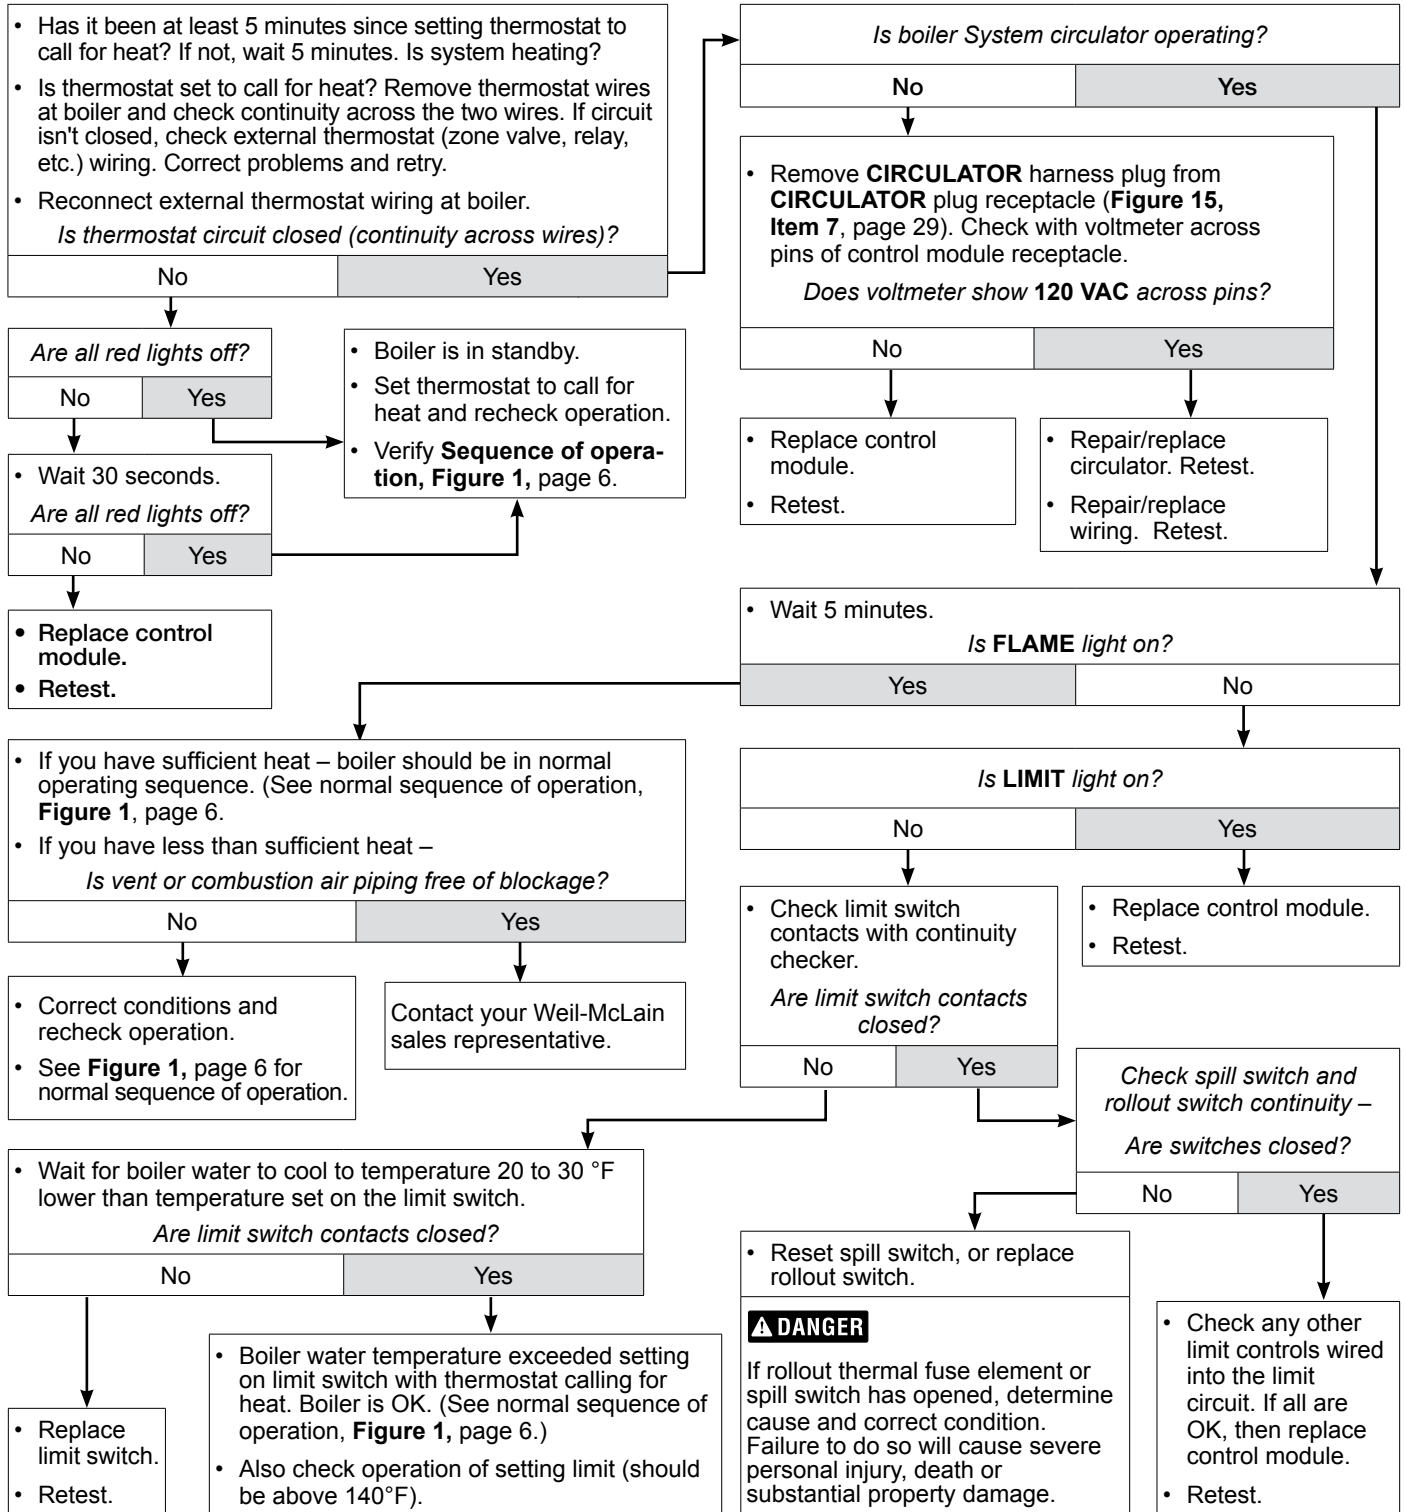 • Has it been at least 5 minutes since setting thermostat to
call for heat? If not, wait 5 minutes. Is system heating?
• Is thermostat set to call for heat? Remove thermostat wires
at boiler and check continuity across the two wires. If circuit
isn't closed, check external thermostat (zone valve, relay,
etc.) wiring. Correct problems and retry.
• Reconnect external thermostat wiring at boiler.
Is thermostat circuit closed (continuity across wires)?
No
Yes
Are all red lights off?
No
Yes
• Boiler is in standby.
• Set thermostat to call for
heat and recheck operation.
• Verify Sequence of opera-
tion, Figure 1, page 6.
• Wait 30 seconds.
Are all red lights off?
No
Yes
• Replace control
module.
• Retest.
Is boiler System circulator operating?
No
Yes
• Remove CIRCULATOR harness plug from
CIRCULATOR plug receptacle (Figure 15,
Item 7, page 29). Check with voltmeter across
pins of control module receptacle.
Does voltmeter show 120 VAC across pins?
No
Yes
• Replace control
module.
• Retest.
• Repair/replace
circulator. Retest.
• Repair/replace
wiring. Retest.
• Wait 5 minutes.
Is FLAME light on?
Yes
No
• If you have sufficient heat – boiler should be in normal
operating sequence. (See normal sequence of operation,
Figure 1, page 6.
• If you have less than sufficient heat –
Is vent or combustion air piping free of blockage?
No
Yes
• Correct conditions and
recheck operation.
• See Figure 1, page 6 for
normal sequence of operation.
Contact your Weil-McLain
sales representative.
Is LIMIT light on?
No
Yes
• Check limit switch
contacts with continuity
checker.
Are limit switch contacts
closed?
No
Yes
• Replace control module.
• Retest.
Check spill switch and
rollout switch continuity –
Are switches closed?
No
Yes
• Wait for boiler water to cool to temperature 20 to 30 °F
lower than temperature set on the limit switch.
Are limit switch contacts closed?
No
Yes
• Replace
limit switch.
• Retest.
• Boiler water temperature exceeded setting
on limit switch with thermostat calling for
heat. Boiler is OK. (See normal sequence of
operation, Figure 1, page 6.)
• Also check operation of setting limit (should
be above 140°F).
• Reset spill switch, or replace
rollout switch.
DANGER
If rollout thermal fuse element or
spill switch has opened, determine
cause and correct condition.
Failure to do so will cause severe
personal injury, death or
substantial property damage.
• Check any other
limit controls wired
into the limit
circuit. If all are
OK, then replace
control module.
• Retest.